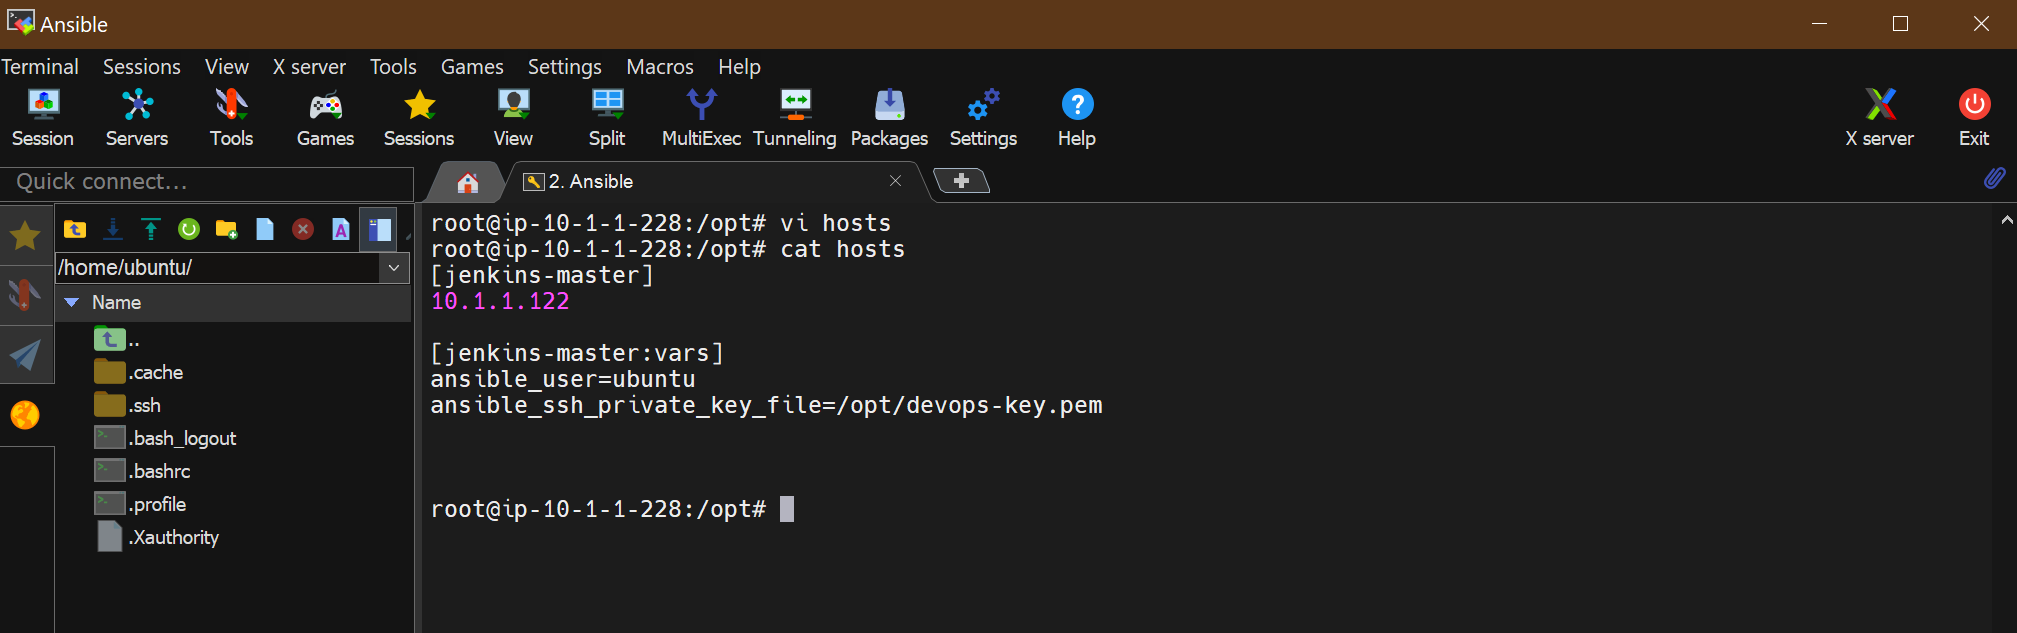 Ansible
Terminal Sessions View X server Tools Games Settings Macros Help
Session Servers Tools Games Sessions View Split MultiExec Tunneling Packages Settings Help X server Exit
Quick connect...
2. Ansible
/home/ubuntu/
Name
..
.cache
.ssh
.bash_logout
.bashrc
.profile
.Xauthority
root@ip-10-1-1-228:/opt# vi hosts
root@ip-10-1-1-228:/opt# cat hosts
[jenkins-master]
10.1.1.122
[jenkins-master:vars]
ansible_user=ubuntu
ansible_ssh_private_key_file=/opt/devops-key.pem
root@ip-10-1-1-228:/opt#